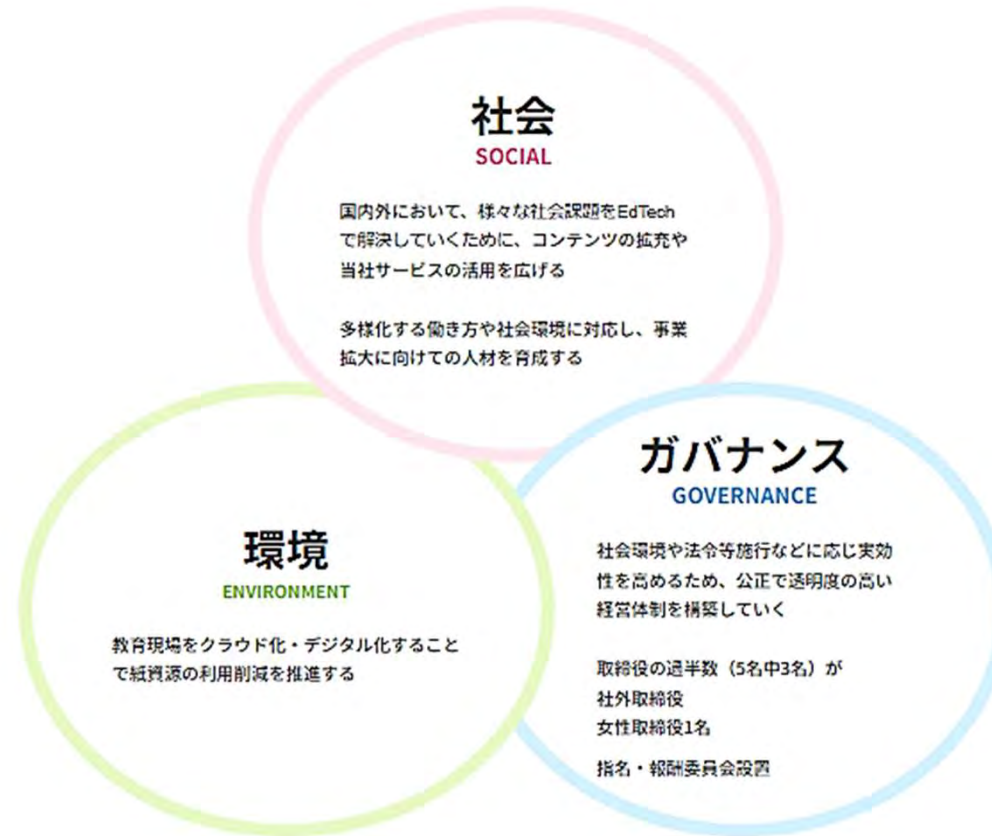 社会
SOCIAL
国内外において、様々な社会課題をEdTech
で解決していくために、コンテンツの拡充や
当社サービスの活用を広げる
多様化する働き方や社会環境に対応し、事業
拡大に向けての人材を育成する
環境
ENVIRONMENT
教育現場をクラウド化・デジタル化すること
で紙資源の利用削減を推進する
ガバナンス
GOVERNANCE
社会環境や法令等施行などに応じ実効
性を高めるため、公正で透明度の高い
経営体制を構築していく
取締役の過半数（5名中3名）が
社外取締役
女性取締役1名
指名・報酬委員会設置